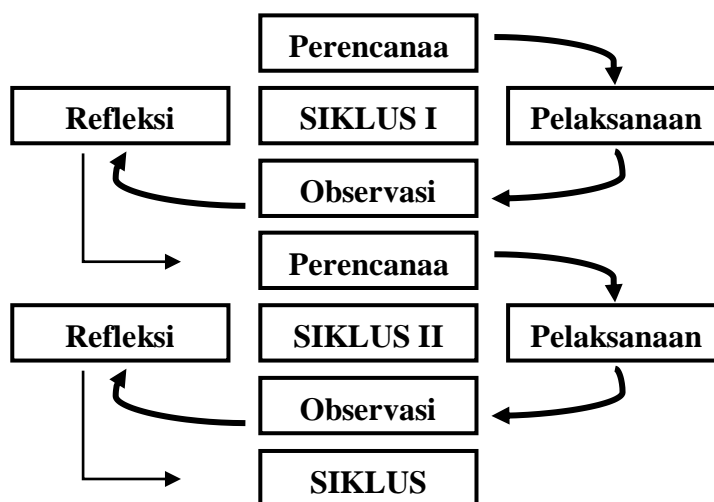 Perencanaa
Refleksi
SIKLUS I
Pelaksanaan
Observasi
Perencanaa
Refleksi
SIKLUS II
Pelaksanaan
Observasi
SIKLUS